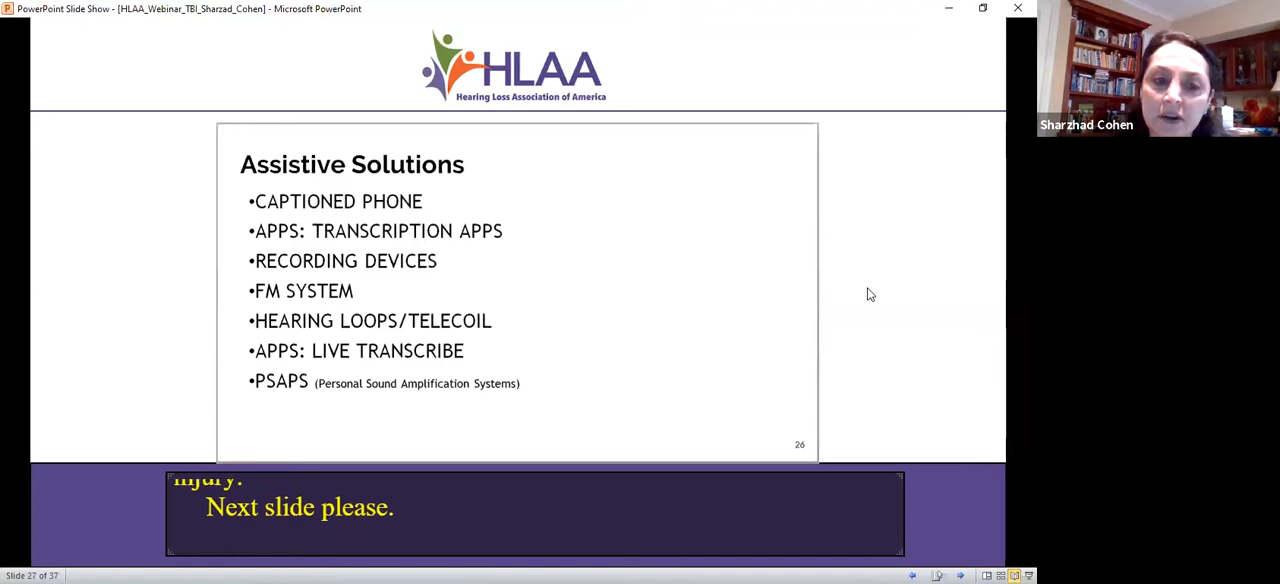 PowerPoint Slide Show - [HLAA_Webinar_TBI_Sharzad_Cohen] - Microsoft PowerPoint
HLAA
Hearing Loss Association of America
Sharzhad Cohen
Assistive Solutions
•CAPTIONED PHONE
•APPS: TRANSCRIPTION APPS
•RECORDING DEVICES
•FM SYSTEM
•HEARING LOOPS/TELECOIL
•APPS: LIVE TRANSCRIBE
•PSAPS (Personal Sound Amplification Systems)
26
injury.
Next slide please.
Slide 27 of 37